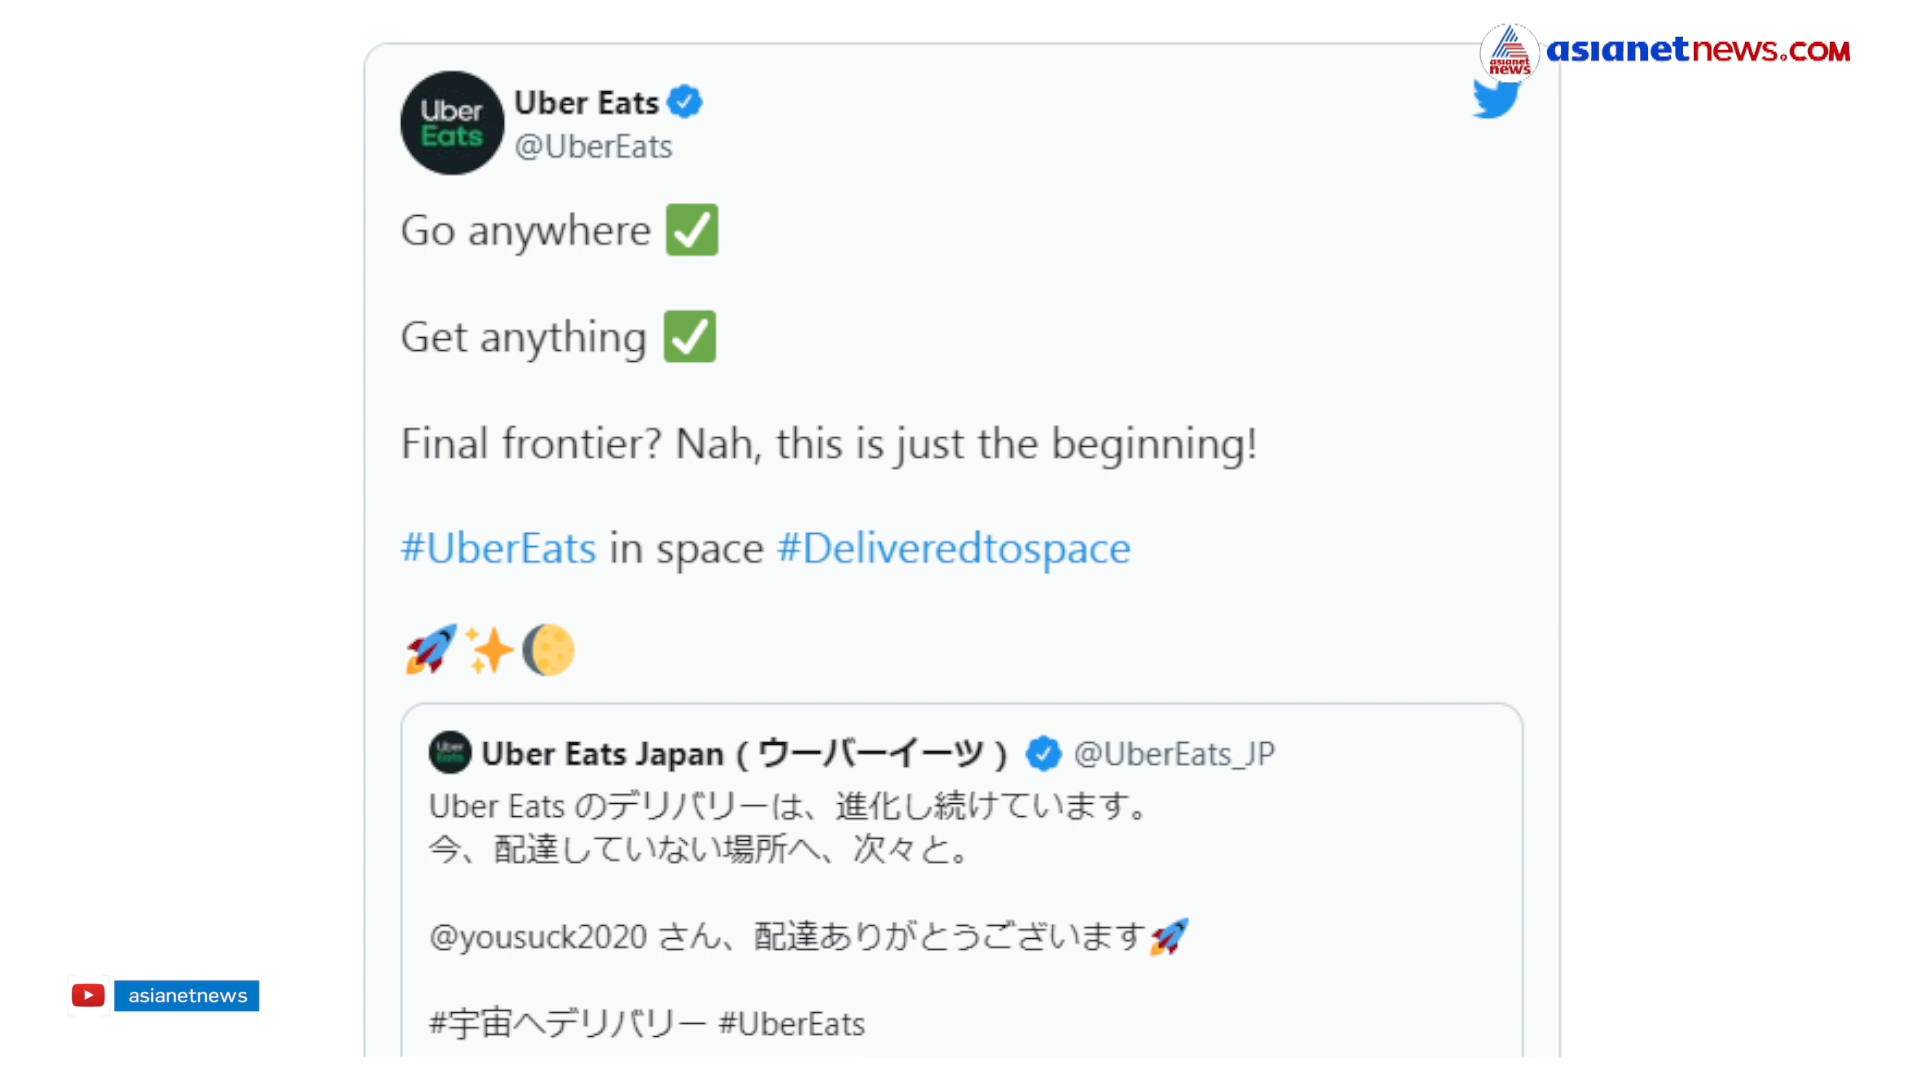 asianet news
asianetnews.COM
Uber Eats
Uber Eats
@UberEats
Go anywhere ✅
Get anything ✅
Final frontier? Nah, this is just the beginning!
#UberEats in space #Deliveredtospace
🚀✨🌔
Uber Eats
Uber Eats Japan（ウーバーイーツ） @UberEats_JP
Uber Eats のデリバリーは、進化し続けています。
今、配達していない場所へ、次々と。
@yousuck2020 さん、配達ありがとうございます🚀
#宇宙へデリバリー #UberEats
asianetnews